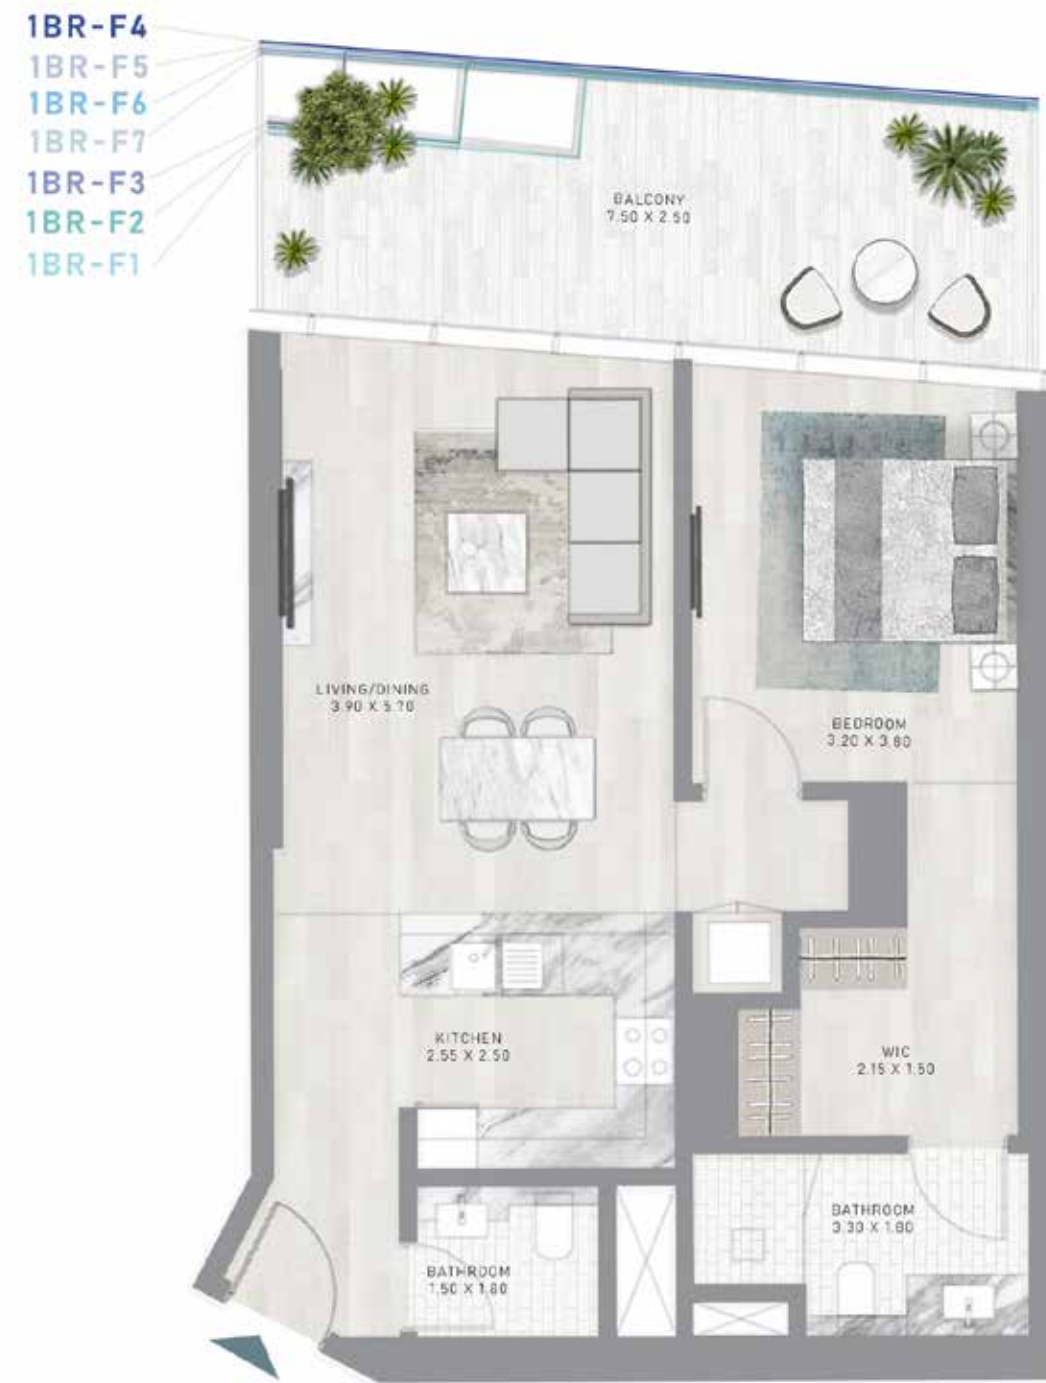 1BR-F4
1BR-F5
1BR-F6
1BR-F7
1BR-F3
1BR-F2
1BR-F1
BALCONY
7.50 X 2.50
LIVING/DINING
3.90 X 5.70
BEDROOM
3.20 X 3.80
KITCHEN
2.55 X 2.50
WIC
2.15 X 1.50
BATHROOM
3.30 X 1.80
BATHROOM
1.50 X 1.80